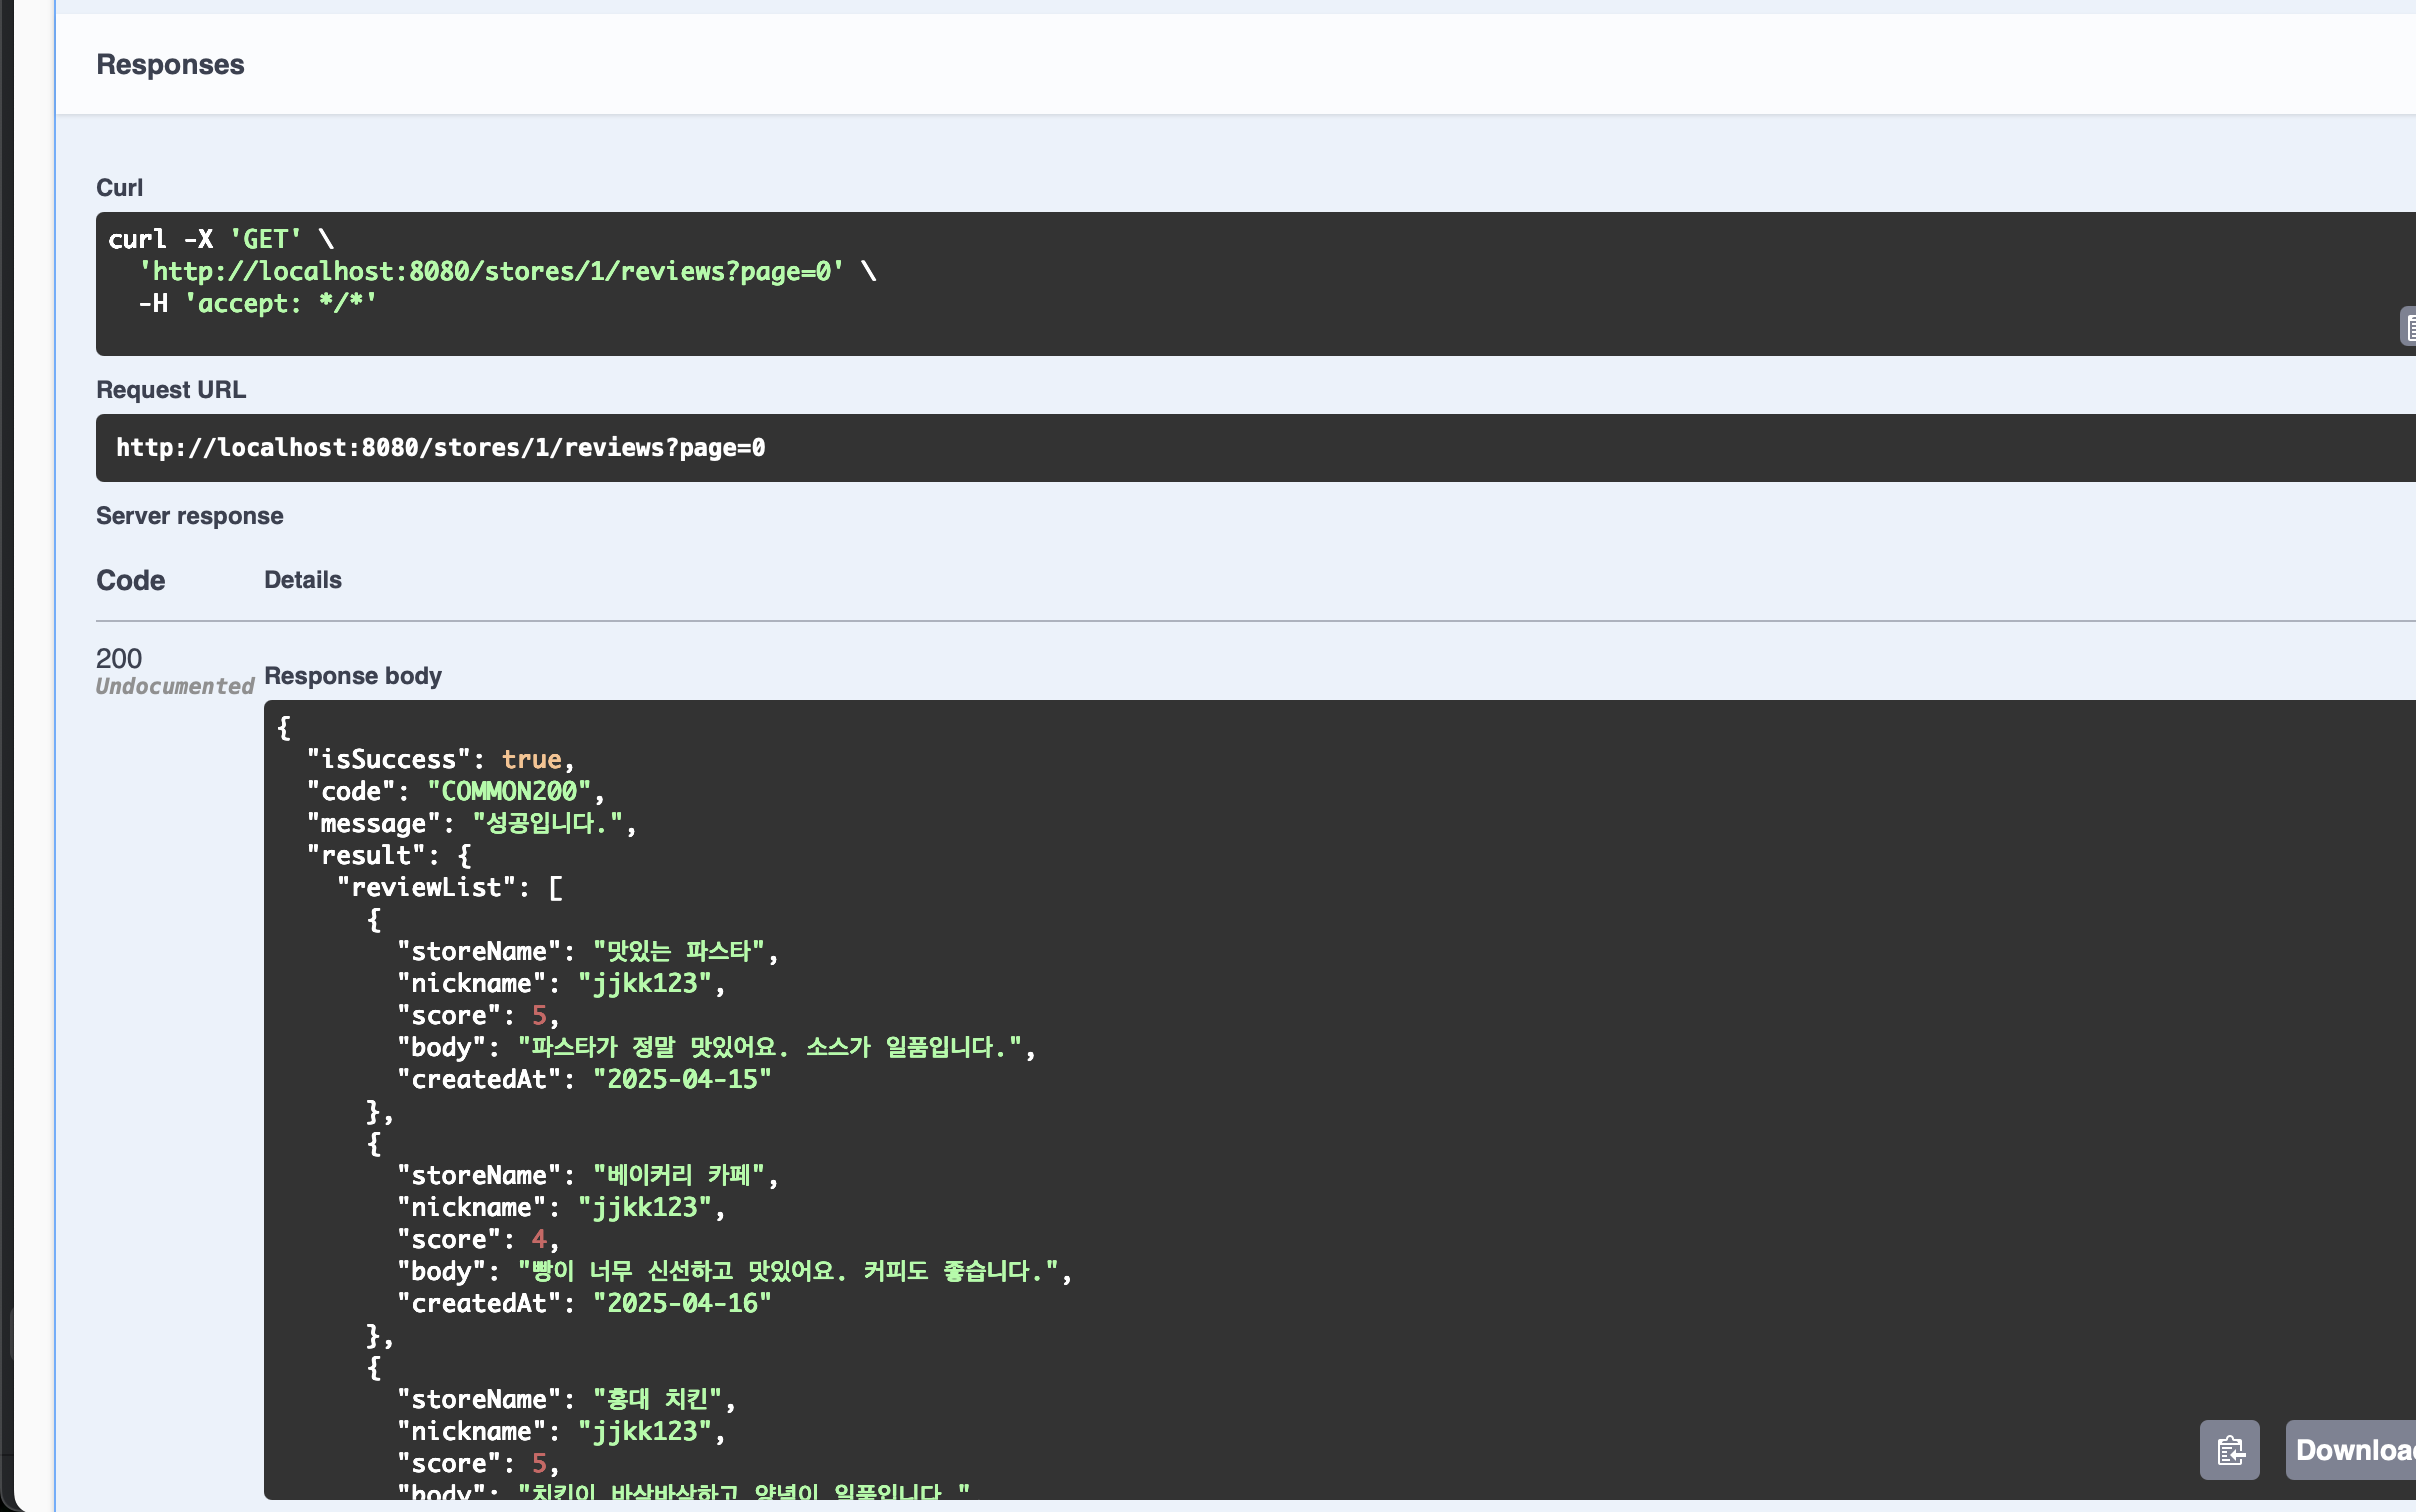 Responses
Curl
curl -X 'GET' \
  'http://localhost:8080/stores/1/reviews?page=0' \
  -H 'accept: */*'
Request URL
http://localhost:8080/stores/1/reviews?page=0
Server response
Code Details
200
Undocumented
Response body
{
  "isSuccess": true,
  "code": "COMMON200",
  "message": "성공입니다.",
  "result": {
    "reviewList": [
      {
        "storeName": "맛있는 파스타",
        "nickname": "jjkk123",
        "score": 5,
        "body": "파스타가 정말 맛있어요. 소스가 일품입니다.",
        "createdAt": "2025-04-15"
      },
      {
        "storeName": "베이커리 카페",
        "nickname": "jjkk123",
        "score": 4,
        "body": "빵이 너무 신선하고 맛있어요. 커피도 좋습니다.",
        "createdAt": "2025-04-16"
      },
      {
        "storeName": "홍대 치킨",
        "nickname": "jjkk123",
        "score": 5,
        "body": "치킨이 바삭바삭하고 양념이 일품입니다."